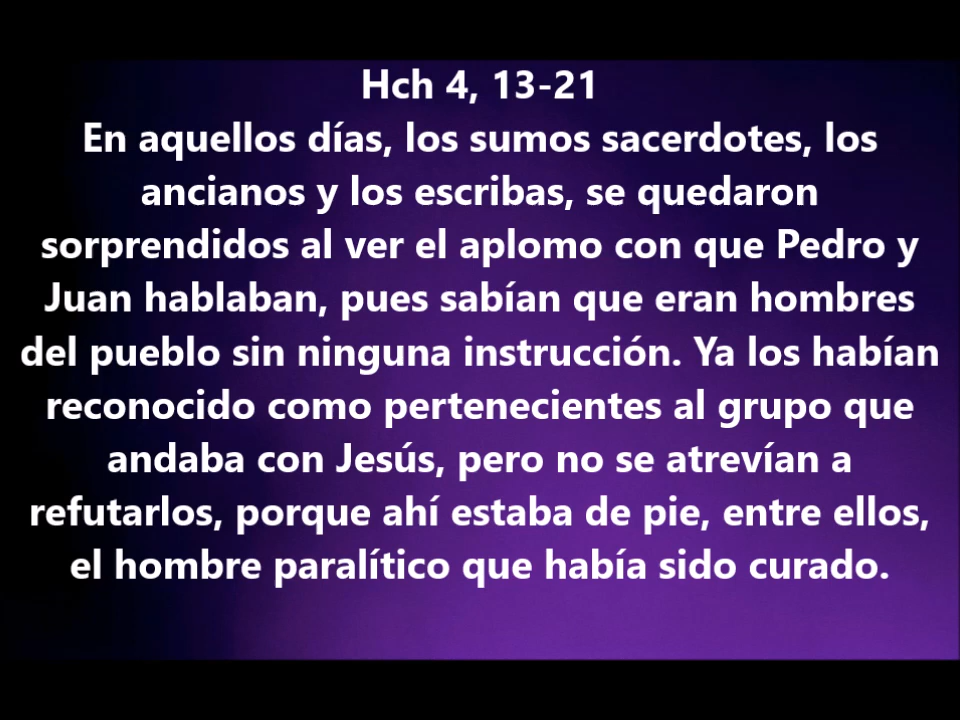 Hch 4, 13-21
En aquellos días, los sumos sacerdotes, los
ancianos y los escribas, se quedaron
sorprendidos al ver el aplomo con que Pedro y
Juan hablaban, pues sabían que eran hombres
del pueblo sin ninguna instrucción. Ya los habían
reconocido como pertenecientes al grupo que
andaba con Jesús, pero no se atrevían a
refutarlos, porque ahí estaba de pie, entre ellos,
el hombre paralítico que había sido curado.